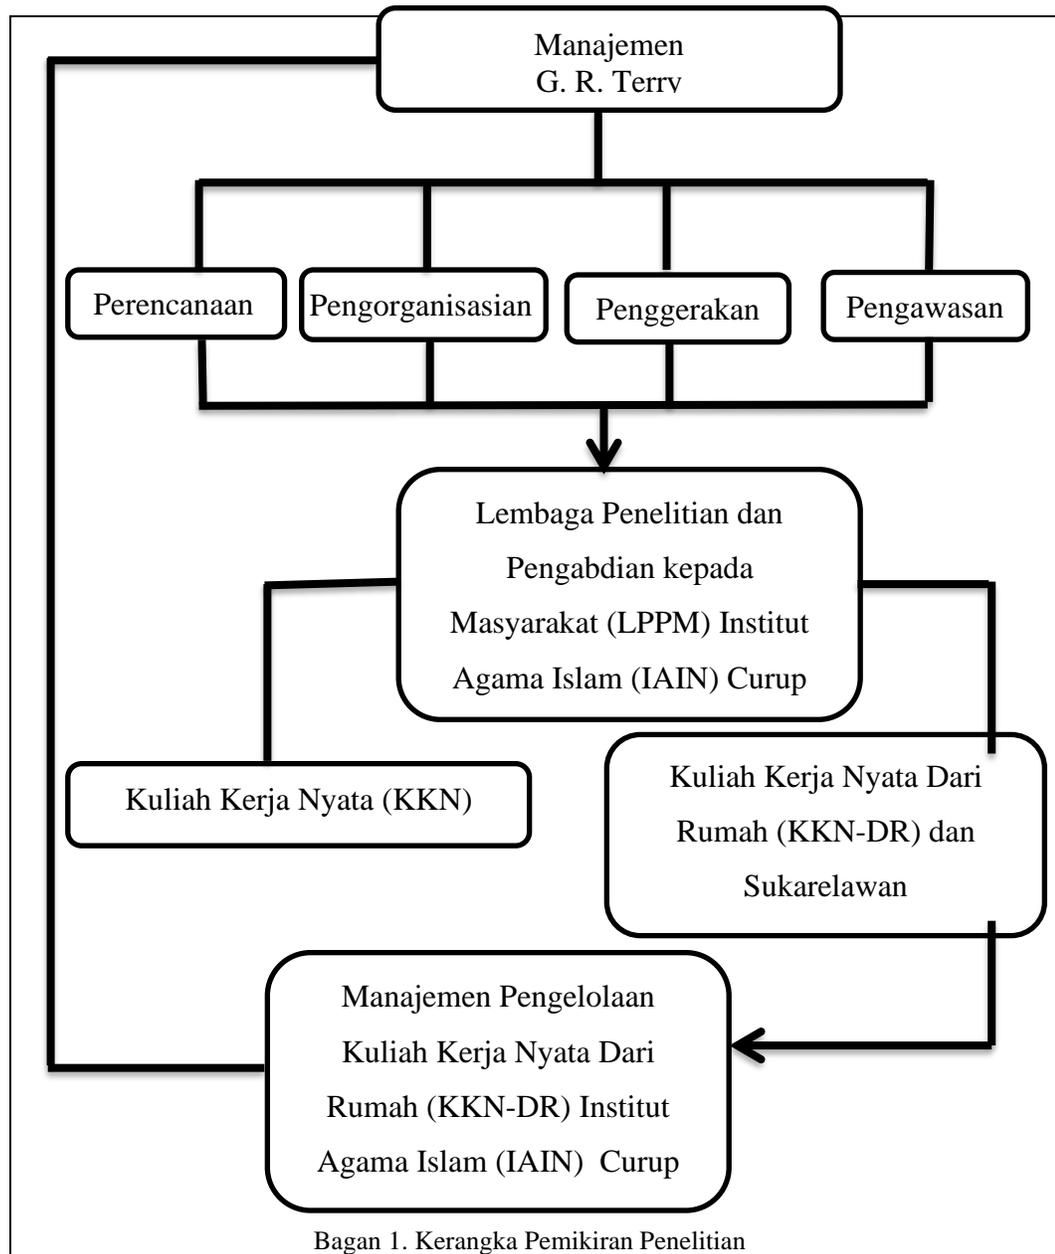 Manajemen
G. R. Terry
Perencanaan
Pengorganisasian
Penggerakan
Pengawasan
Lembaga Penelitian dan
Pengabdian kepada
Masyarakat (LPPM) Institut
Agama Islam (IAIN) Curup
Kuliah Kerja Nyata (KKN)
Kuliah Kerja Nyata Dari
Rumah (KKN-DR) dan
Sukarelawan
Manajemen Pengelolaan
Kuliah Kerja Nyata Dari
Rumah (KKN-DR) Institut
Agama Islam (IAIN) Curup
Bagan 1. Kerangka Pemikiran Penelitian